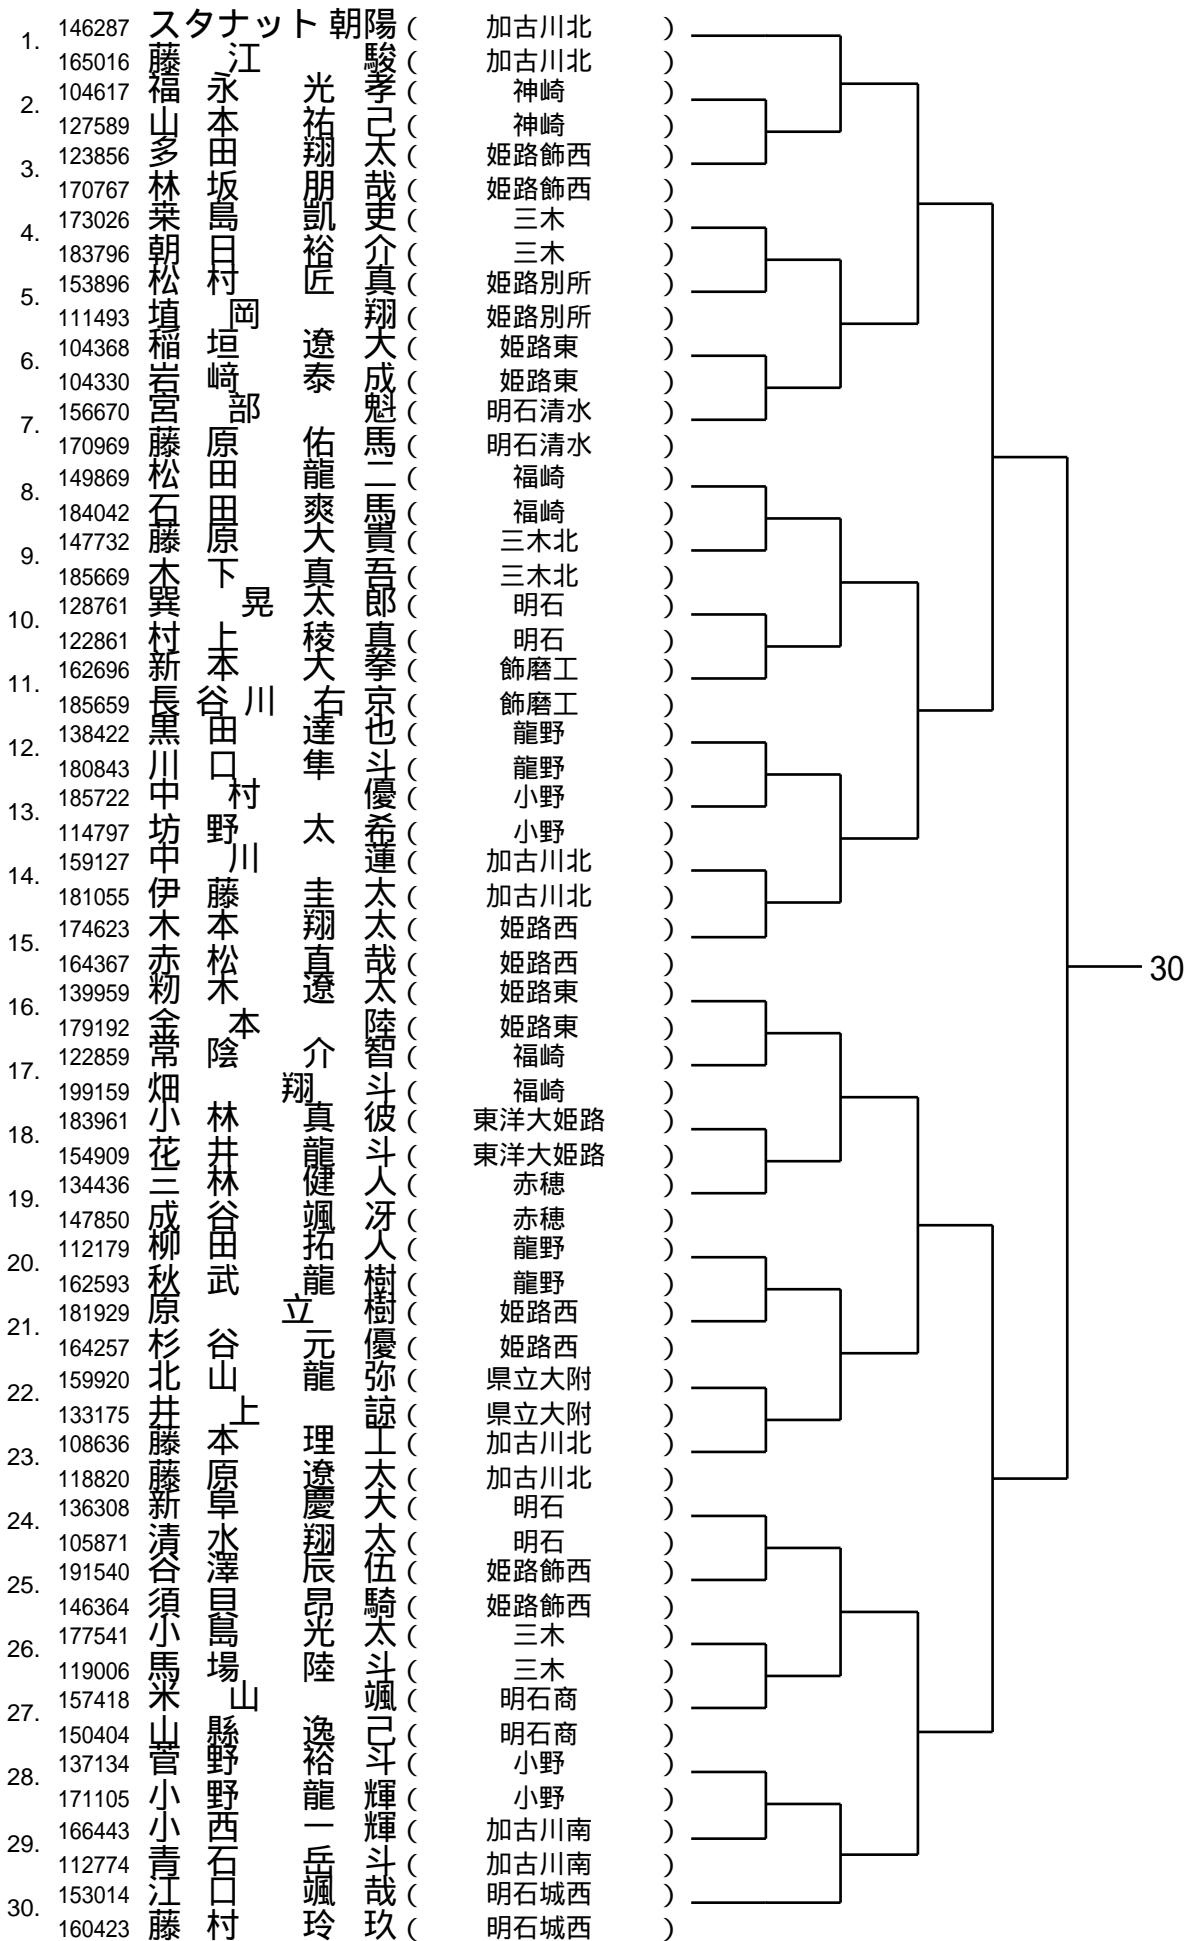 1. 146287 スタナット 朝陽 ( 加古川北 )
165016 藤江 駿 ( 加古川北 )
2. 104617 福永 光孝 ( 神崎 )
127589 山本 祐己 ( 神崎 )
3. 123856 多田 翔太 ( 姫路飾西 )
170767 林坂 朋哉 ( 姫路飾西 )
4. 173026 菜島 凱吏 ( 三木 )
183796 朝日 裕介 ( 三木 )
5. 153896 松村 匠真 ( 姫路別所 )
111493 埴岡 翔 ( 姫路別所 )
6. 104368 稲垣 遼大 ( 姫路東 )
104330 岩﨑 泰成 ( 姫路東 )
7. 156670 宮部 魁 ( 明石清水 )
170969 藤原 佑馬 ( 明石清水 )
8. 149869 松田 龍二 ( 福崎 )
184042 石田 爽馬 ( 福崎 )
9. 147732 藤原 大貴 ( 三木北 )
185669 木下 真吾 ( 三木北 )
10. 128761 巽 晃太郎 ( 明石 )
122861 村上 稜真 ( 明石 )
11. 162696 新本 大拳 ( 飾磨工 )
185659 長谷川 右京 ( 飾磨工 )
12. 138422 黒田 達也 ( 龍野 )
180843 川口 隼斗 ( 龍野 )
13. 185722 中村 優 ( 小野 )
114797 坊野 太希 ( 小野 )
14. 159127 中川 蓮 ( 加古川北 )
181055 伊藤 圭太 ( 加古川北 )
15. 174623 木本 翔太 ( 姫路西 )
164367 赤松 直哉 ( 姫路西 )
30
16. 139959 籾木 遼太 ( 姫路東 )
179192 金本 陸 ( 姫路東 )
17. 122859 常陰 介智 ( 福崎 )
199159 畑 翔斗 ( 福崎 )
18. 183961 小林 真彼 ( 東洋大姫路 )
154909 花井 龍斗 ( 東洋大姫路 )
19. 134436 三林 健人 ( 赤穂 )
147850 成谷 颯冴 ( 赤穂 )
20. 112179 柳田 拓人 ( 龍野 )
162593 秋武 龍樹 ( 龍野 )
21. 181929 原 立樹 ( 姫路西 )
164257 杉谷 元優 ( 姫路西 )
22. 159920 北山 龍弥 ( 県立大附 )
133175 井上 諒 ( 県立大附 )
23. 108636 藤本 理工 ( 加古川北 )
118820 藤原 遼太 ( 加古川北 )
24. 136308 新阜 慶大 ( 明石 )
105871 清水 翔太 ( 明石 )
25. 191540 谷澤 辰伍 ( 姫路飾西 )
146364 須貝 昂騎 ( 姫路飾西 )
26. 177541 小島 光太 ( 三木 )
119006 馬場 陸斗 ( 三木 )
27. 157418 米山 颯 ( 明石商 )
150404 山縣 逸己 ( 明石商 )
28. 137134 菅野 裕斗 ( 小野 )
171105 小野 龍輝 ( 小野 )
29. 166443 小西 一輝 ( 加古川南 )
112774 青石 岳斗 ( 加古川南 )
30. 153014 江口 颯哉 ( 明石城西 )
160423 藤村 玲玖 ( 明石城西 )